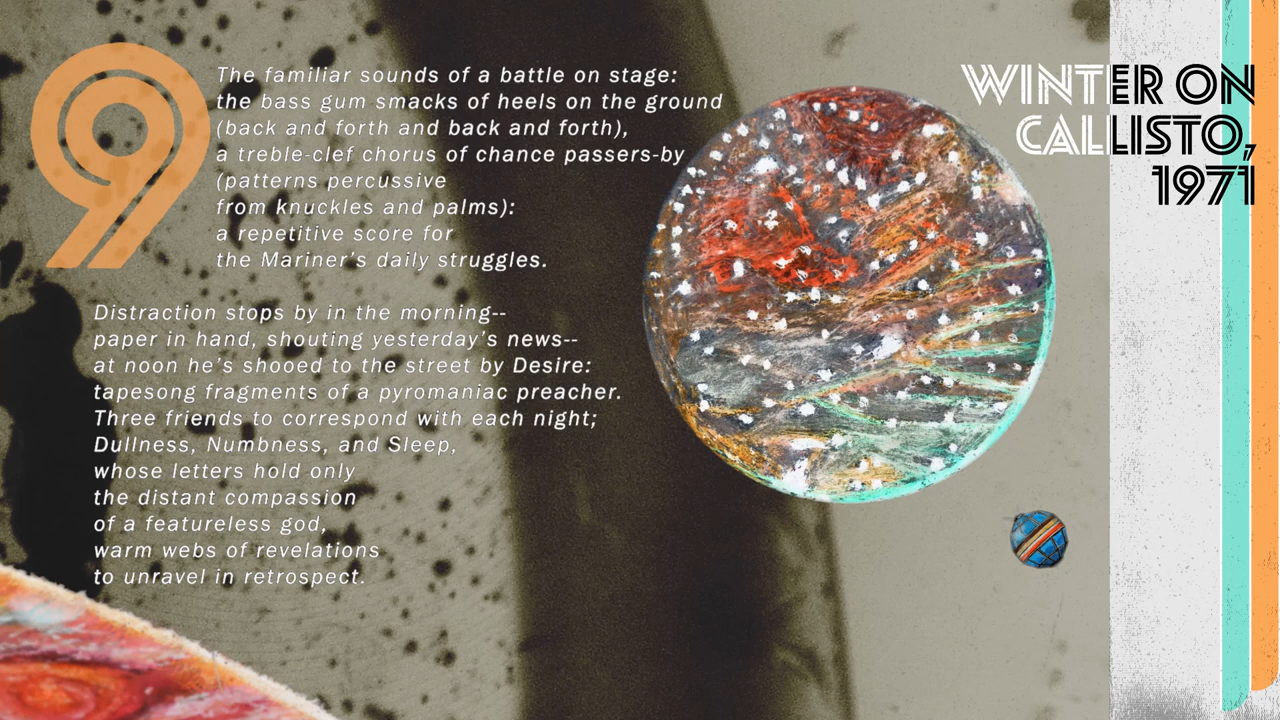 9
The familiar sounds of a battle on stage:
the bass gum smacks of heels on the ground
(back and forth and back and forth),
a treble-clef chorus of chance passers-by
(patterns percussive
from knuckles and palms):
a repetitive score for
the Mariner's daily struggles.
Distraction stops by in the morning--
paper in hand, shouting yesterday's news--
at noon he's shooed to the street by Desire:
tapesong fragments of a pyromaniac preacher.
Three friends to correspond with each night;
Dullness, Numbness, and Sleep,
whose letters hold only
the distant compassion
of a featureless god,
warm webs of revelations
to unravel in retrospect.
WINTER ON
CALLISTO,
1971